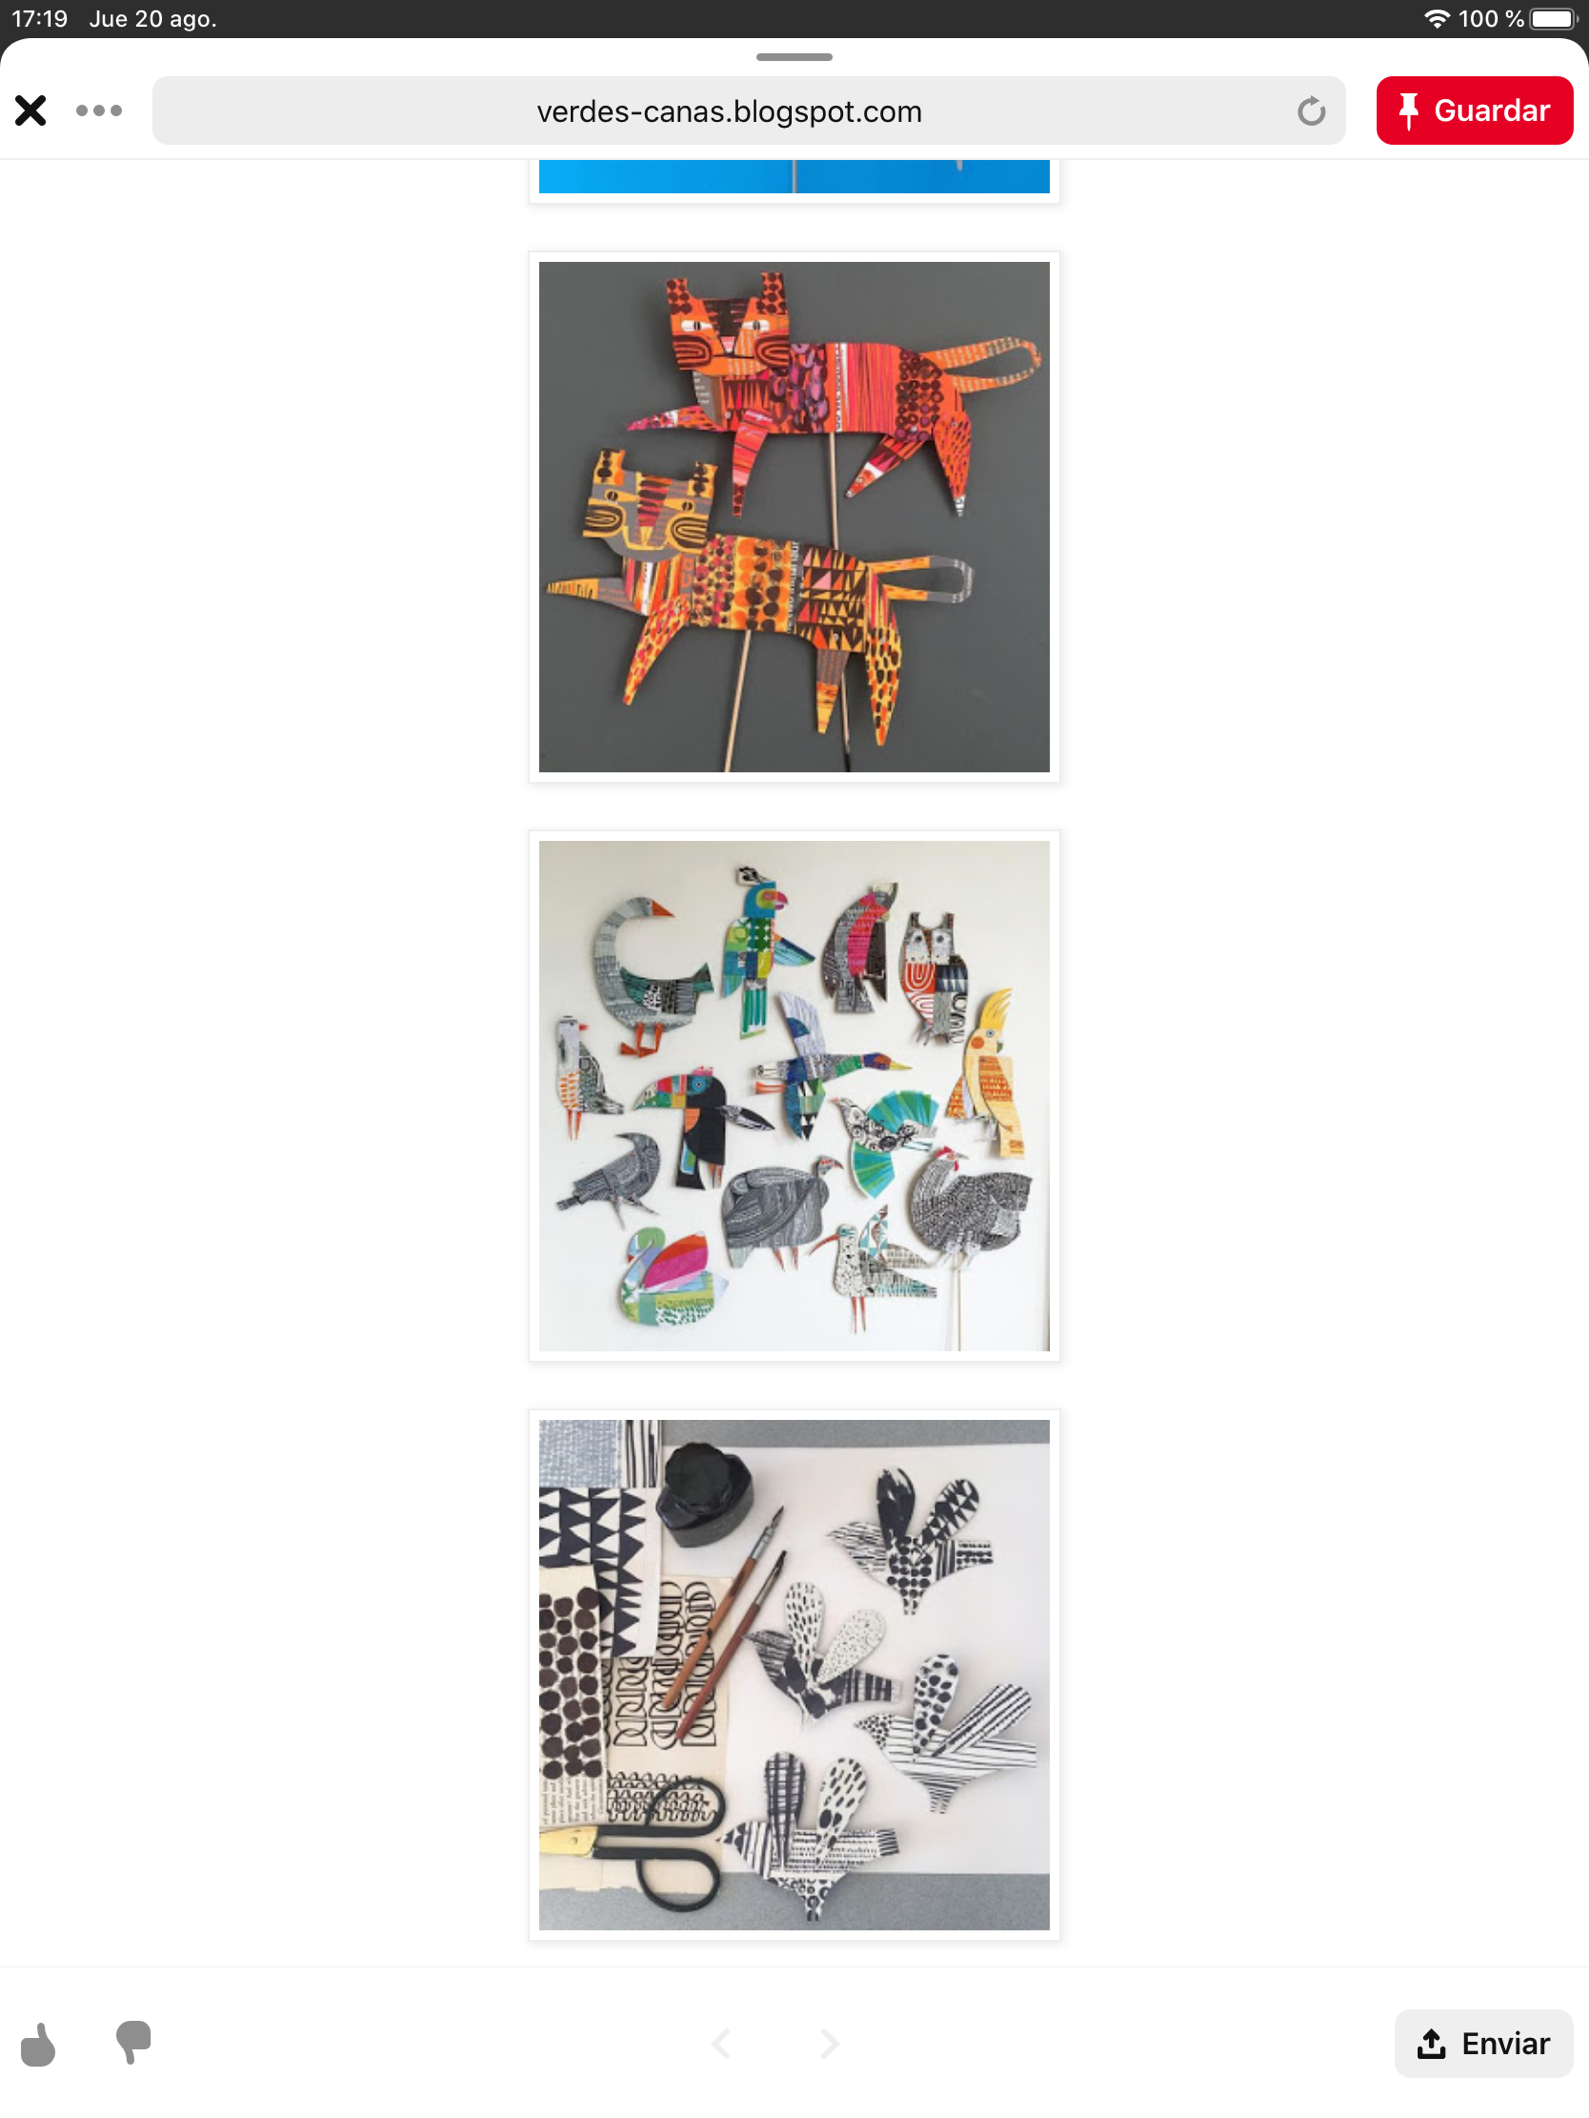 17:19 Jue 20 ago.
100 %
verdes-canas.blogspot.com
Guardar
Enviar